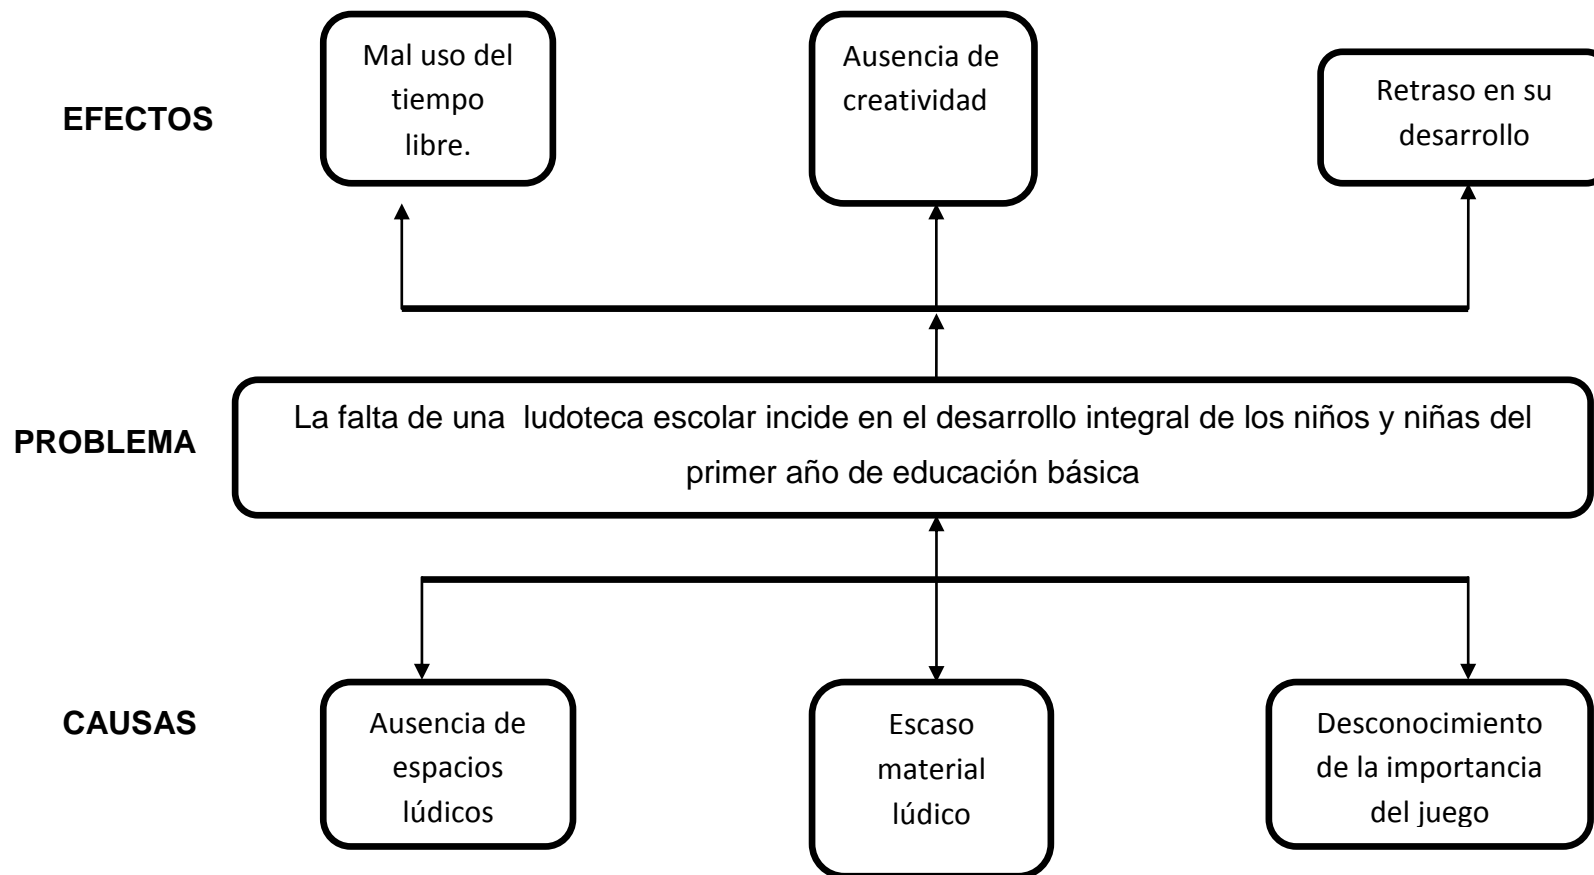 EFECTOS
Mal uso del
tiempo
libre.
Ausencia de
creatividad
Retraso en su
desarrollo
PROBLEMA
La falta de una ludoteca escolar incide en el desarrollo integral de los niños y niñas del
primer año de educación básica
CAUSAS
Ausencia de
espacios
lúdicos
Escaso
material
lúdico
Desconocimiento
de la importancia
del juego